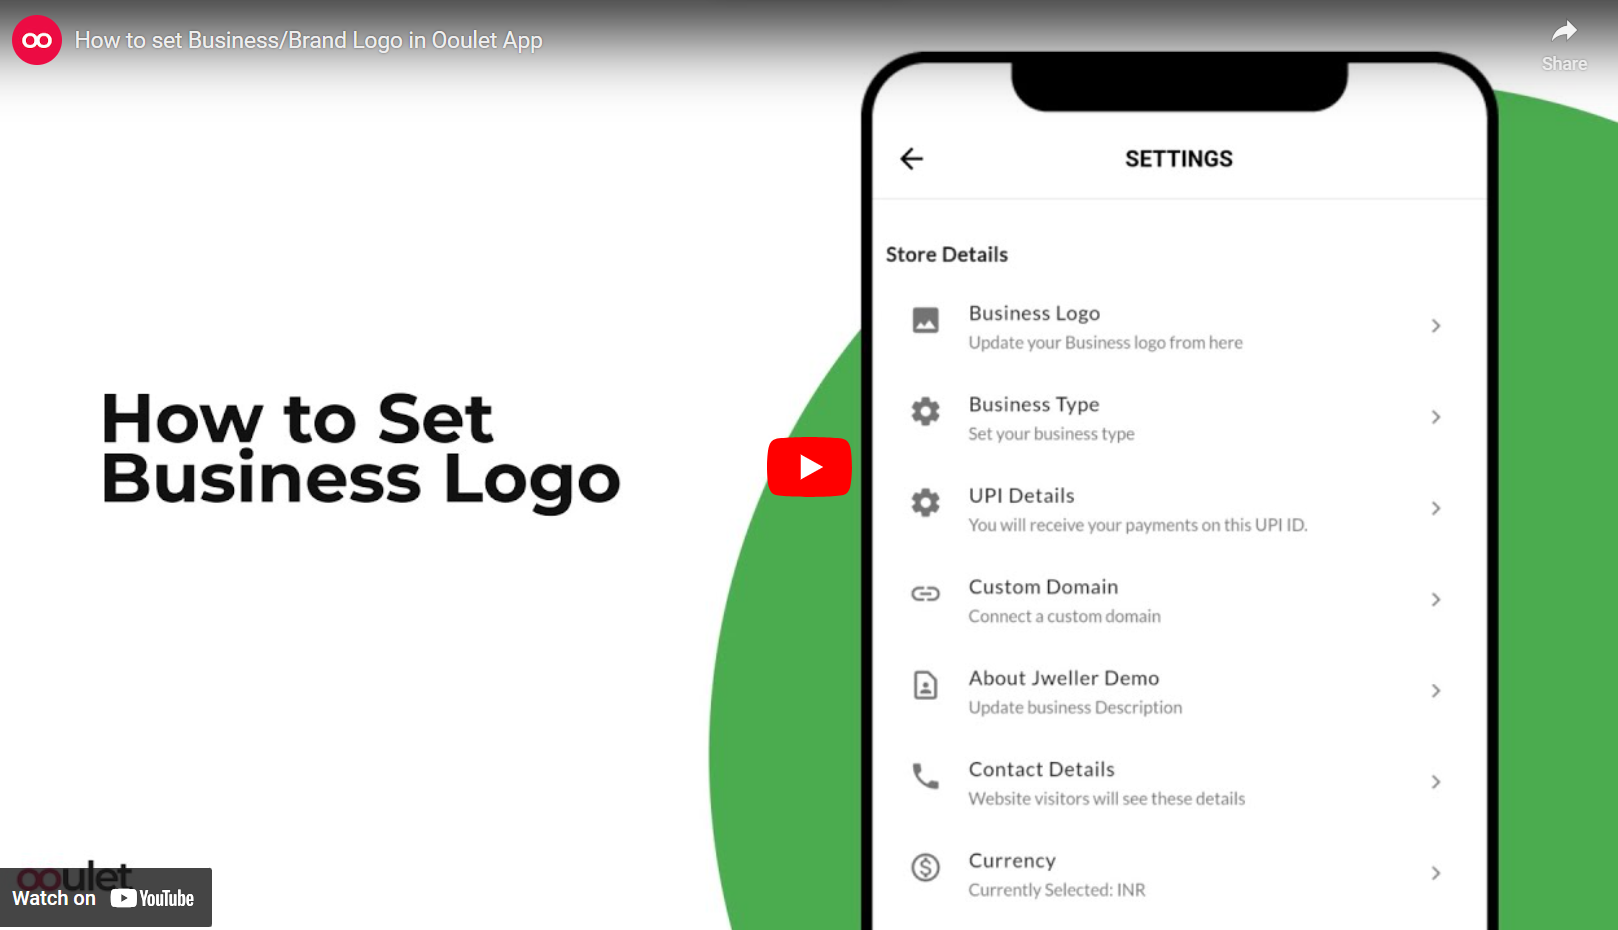 How to set Business/Brand Logo in Ooulet App
Share
How to Set
Business Logo
SETTINGS
Store Details
Business Logo
Update your Business logo from here
Business Type
Set your business type
UPI Details
You will receive your payments on this UPI ID.
Custom Domain
Connect a custom domain
About Jweller Demo
Update business Description
Contact Details
Website visitors will see these details
Currency
Currently Selected: INR
ooulet
Watch on YouTube